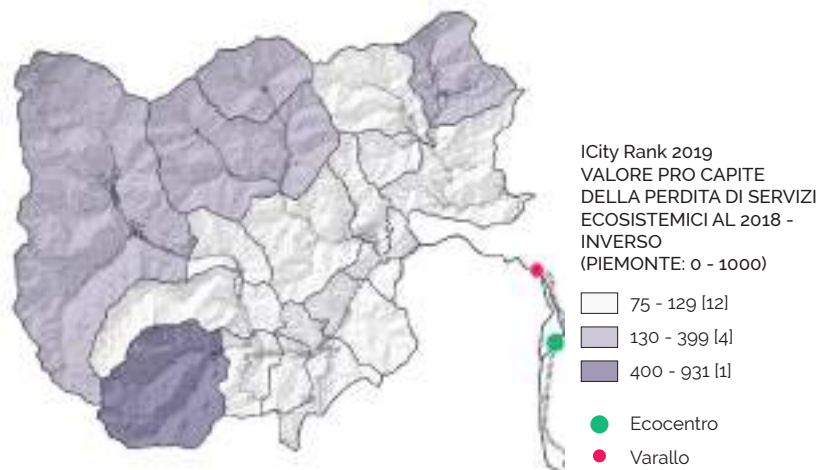 ICity Rank 2019
VALORE PRO CAPITE
DELLA PERDITA DI SERVIZI
ECOSISTEMICI AL 2018 -
INVERSO
(PIEMONTE: 0 - 1000)
75 - 129 [12]
130 - 399 [4]
400 - 931 [1]
Ecocentro
Varallo